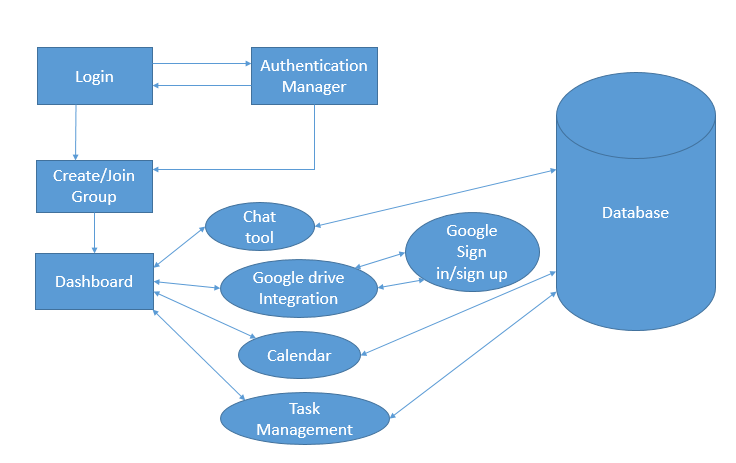 Login
Authentication
Manager
Create/Join
Group
Chat
tool
Google
Sign
in/sign up
Database
Dashboard
Google drive
Integration
Calendar
Task
Management